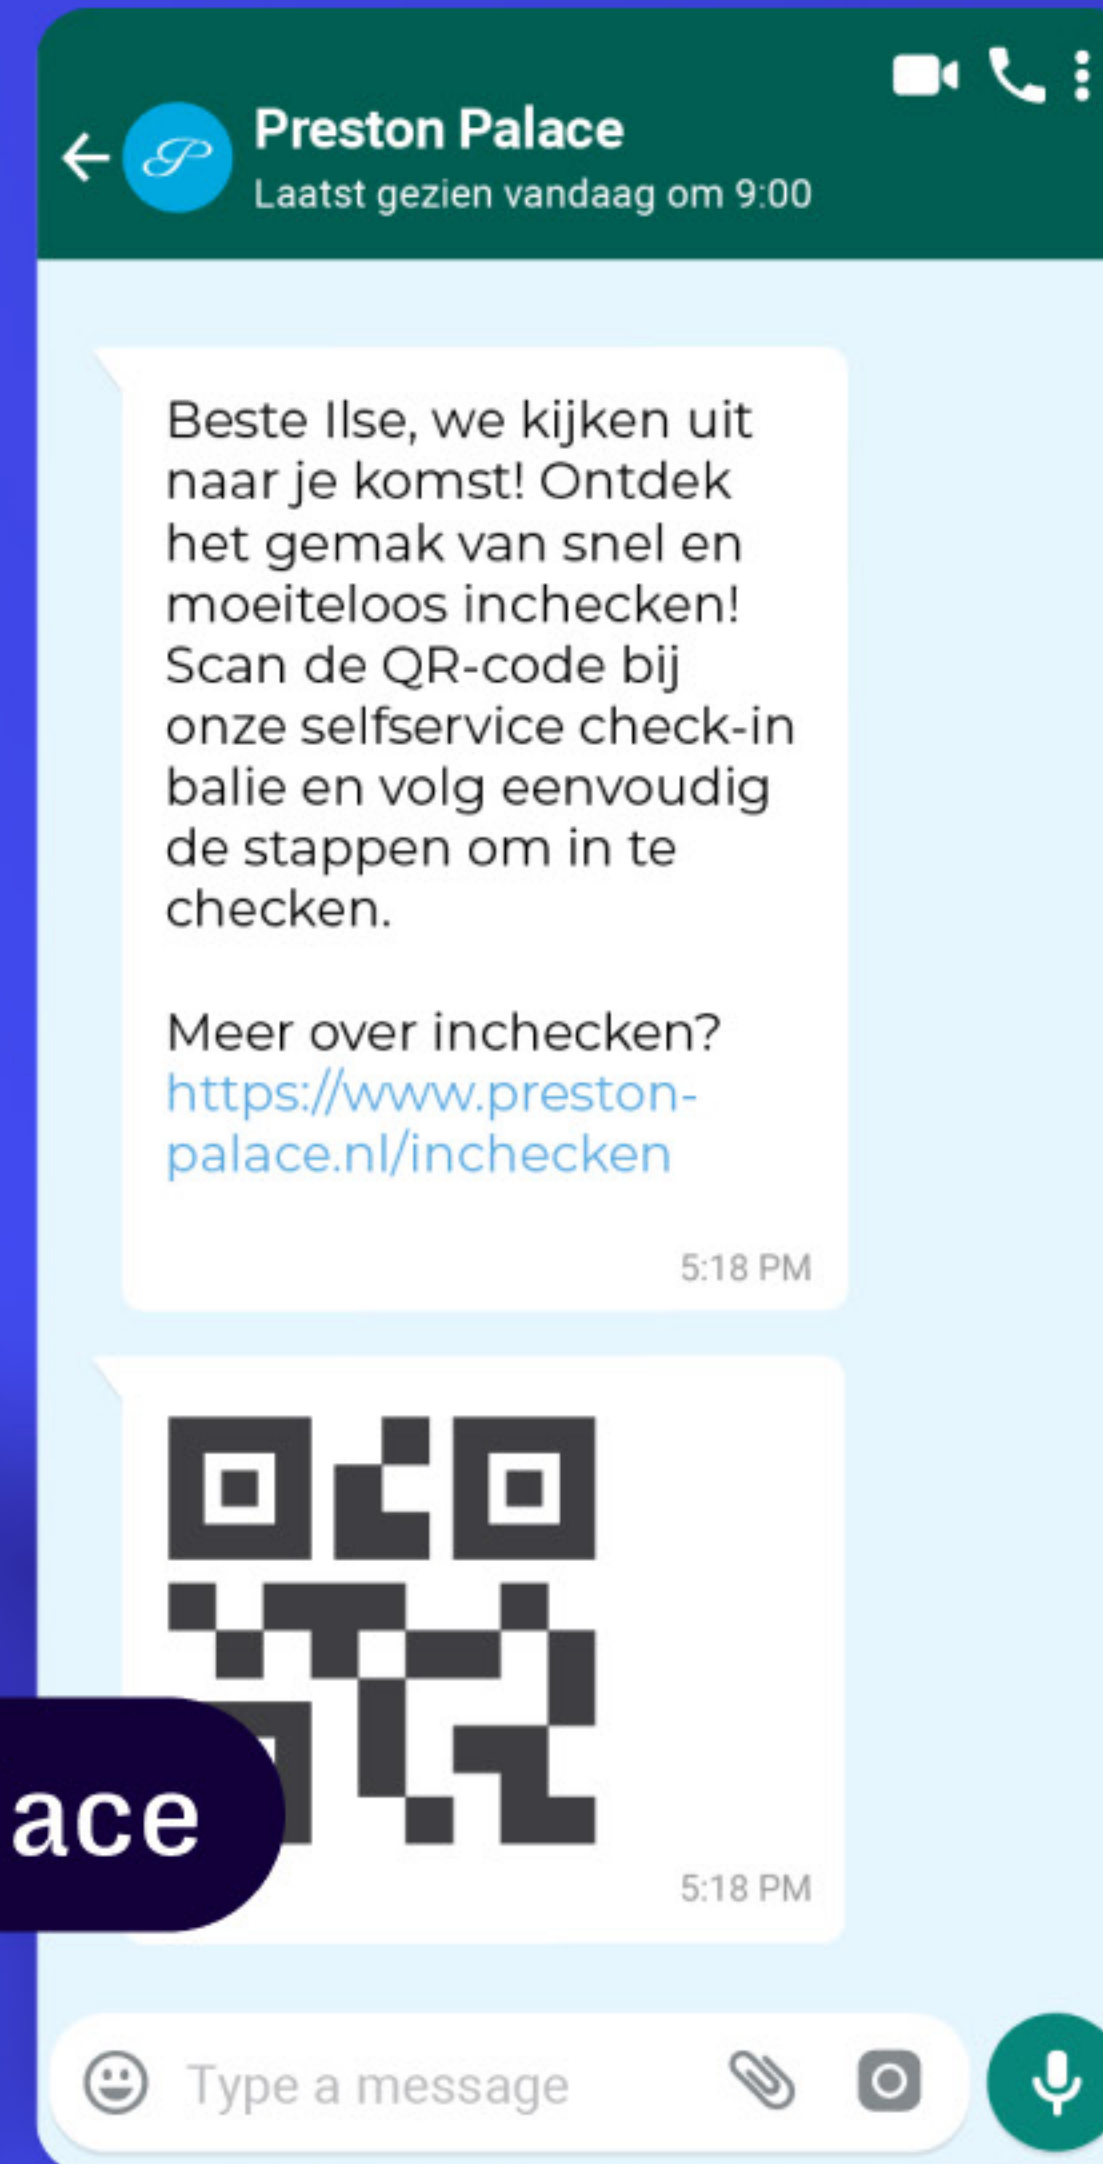 Preston Palace
Laatst gezien vandaag om 9:00
Beste Ilse, we kijken uit
naar je komst! Ontdek
het gemak van snel en
moeiteloos inchecken!
Scan de QR-code bij
onze selfservice check-in
balie en volg eenvoudig
de stappen om in te
checken.
Meer over inchecken?
https://www.preston-
palace.nl/inchecken
5:18 PM
ace
5:18 PM
Type a message